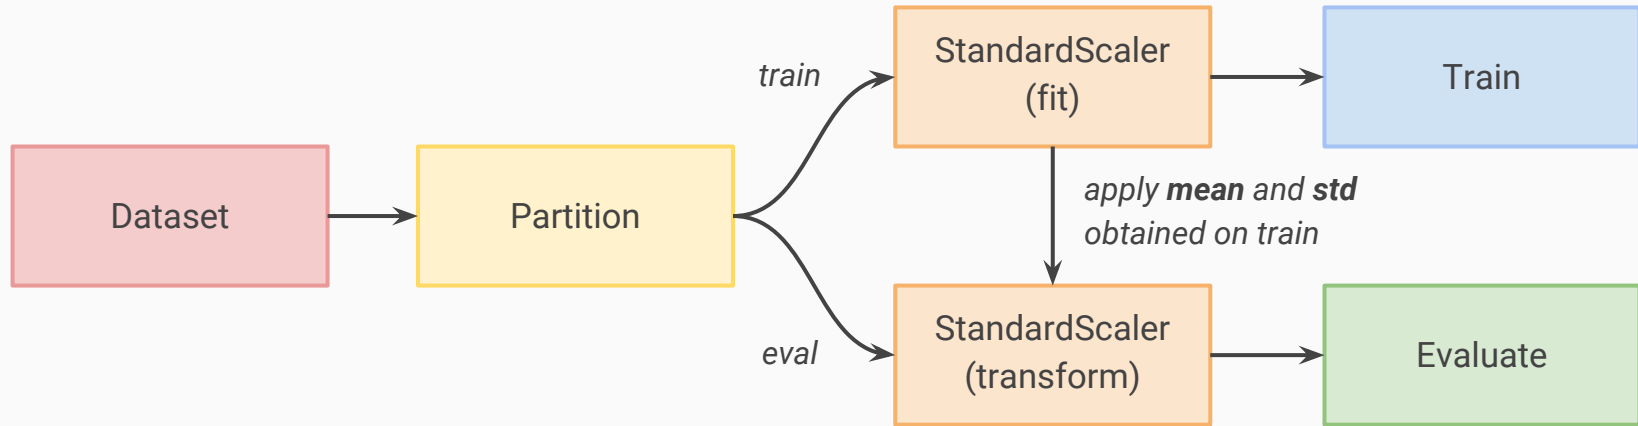 Dataset
Partition
train
eval
StandardScaler
(fit)
Train
apply mean and std
obtained on train
StandardScaler
(transform)
Evaluate